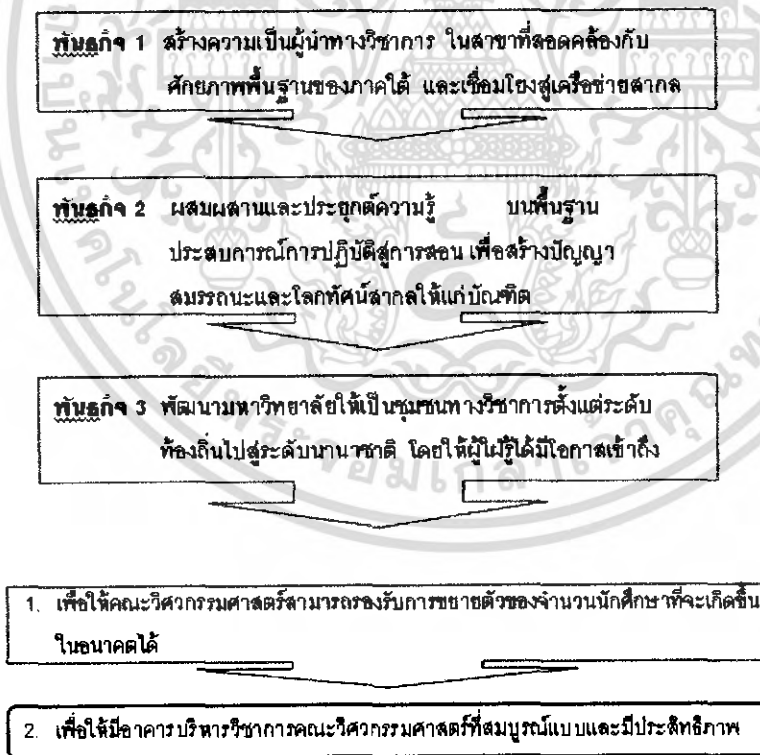 พันธกิจ 1 สร้างความเป็นผู้นำทางวิชาการ ในสาขาที่สอดคล้องกับ
ศักยภาพพื้นฐานของภาคใต้ และเชื่อมโยงสู่เครือข่ายสากล
พันธกิจ 2 ผสมผสานและประยุกต์ความรู้ บนพื้นฐาน
ประสบการณ์การปฏิบัติสู่การสอน เพื่อสร้างปัญญา
สมรรถนะและโลกทัศน์สากลให้แก่บัณฑิต
พันธกิจ 3 พัฒนามหาวิทยาลัยให้เป็นชุมชนทางวิชาการตั้งแต่ระดับ
ท้องถิ่นไปสู่ระดับนานาชาติ โดยให้ผู้ใฝ่รู้ได้มีโอกาสเข้าถึง
1. เพื่อให้คณะวิศวกรรมศาสตร์สามารถรองรับการขยายตัวของจำนวนนักศึกษาที่จะเกิดขึ้น
ในอนาคตได้
2. เพื่อให้มีอาคารบริหารวิชาการคณะวิศวกรรมศาสตร์ที่สมบูรณ์แบบและมีประสิทธิภาพ